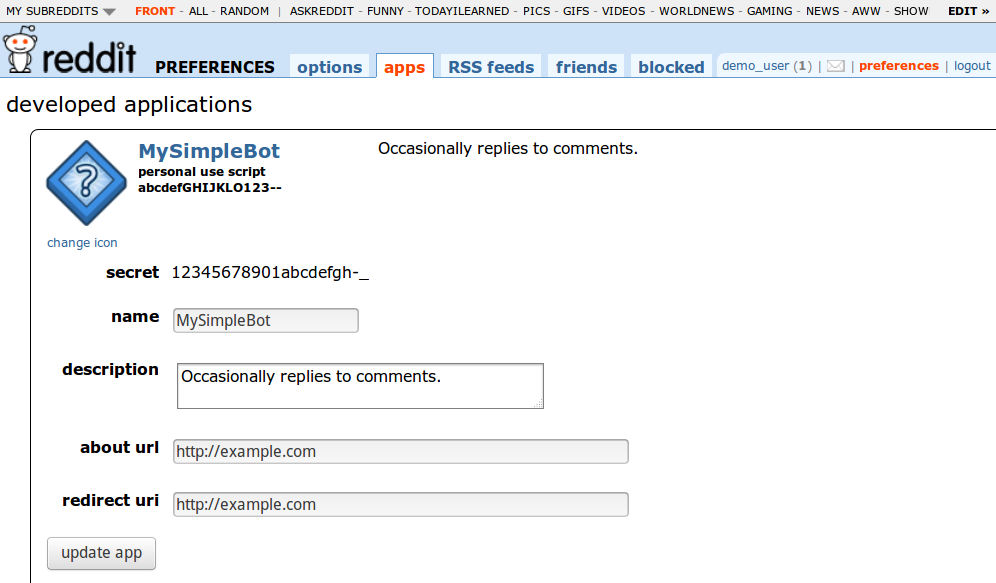 MY SUBREDDITS FRONT - ALL - RANDOM | ASKREDDIT - FUNNY - TODAYILEARNED - PICS - GIFS - VIDEOS - WORLDNEWS - GAMING - NEWS - AWW - SHOW EDIT »
reddit PREFERENCES options apps RSS feeds friends blocked demo_user (1) | | preferences | logout
developed applications
MySimpleBot Occasionally replies to comments.
personal use script
abcdefGHIJKLO123--
?
change icon
secret 12345678901abcdefgh-_
name MySimpleBot
description Occasionally replies to comments.
about url http://example.com
redirect uri http://example.com
update app